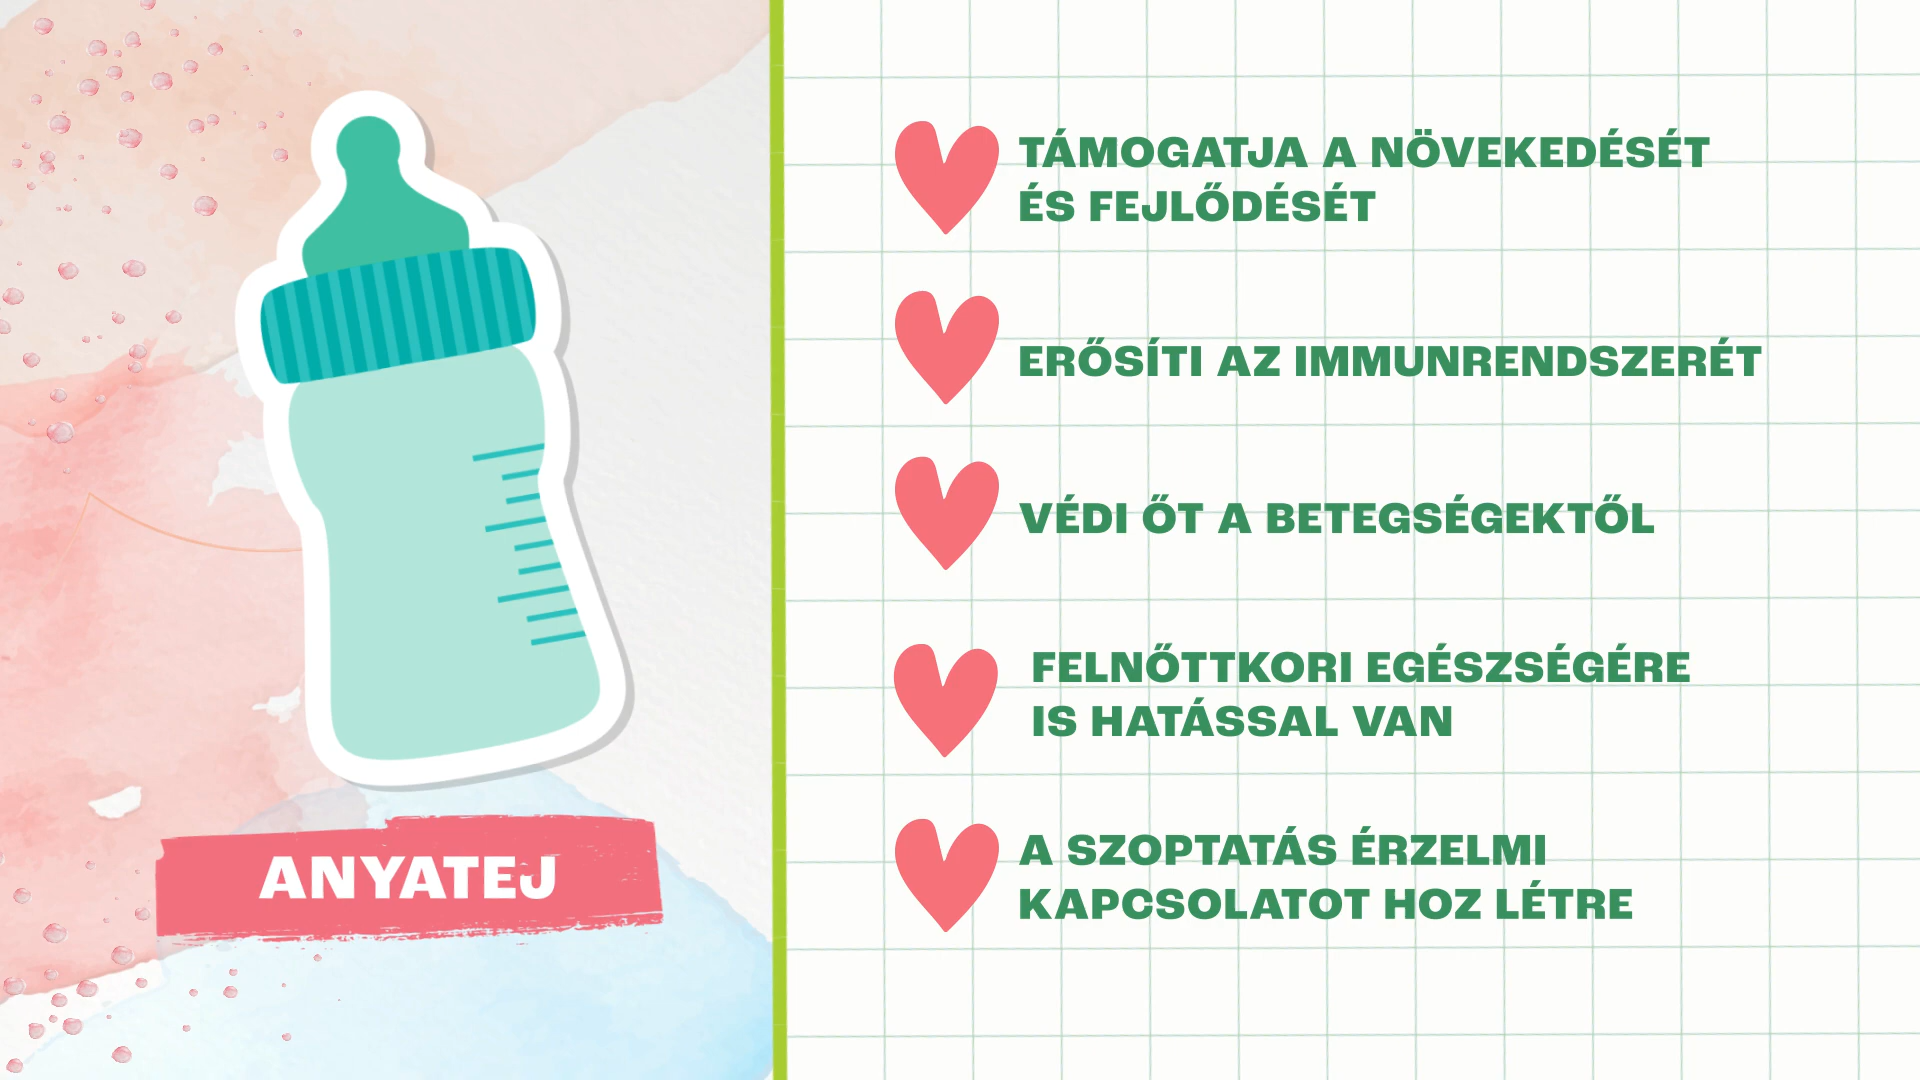 ANYATEJ
TÁMOGATJA A NÖVEKEDÉSÉT
ÉS FEJLŐDÉSÉT
ERŐSÍTI AZ IMMUNRENDSZERÉT
VÉDI ŐT A BETEGSÉGEKTŐL
FELNŐTTKORI EGÉSZSÉGÉRE
IS HATÁSSAL VAN
A SZOPTATÁS ÉRZELMI
KAPCSOLATOT HOZ LÉTRE